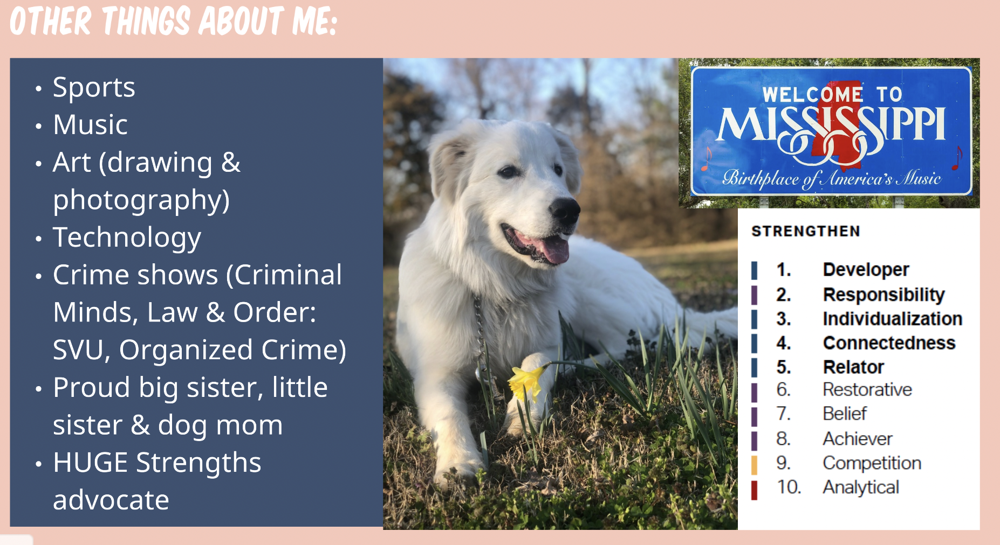 OTHER THINGS ABOUT ME:
• Sports
• Music
• Art (drawing &
photography)
• Technology
• Crime shows (Criminal
Minds, Law & Order:
SVU, Organized Crime)
• Proud big sister, little
sister & dog mom
• HUGE Strengths
advocate
WELCOME TO
MISSISSIPPI
Birthplace of America's Music
STRENGTHEN
1. Developer
2. Responsibility
3. Individualization
4. Connectedness
5. Relator
6. Restorative
7. Belief
8. Achiever
9. Competition
10. Analytical